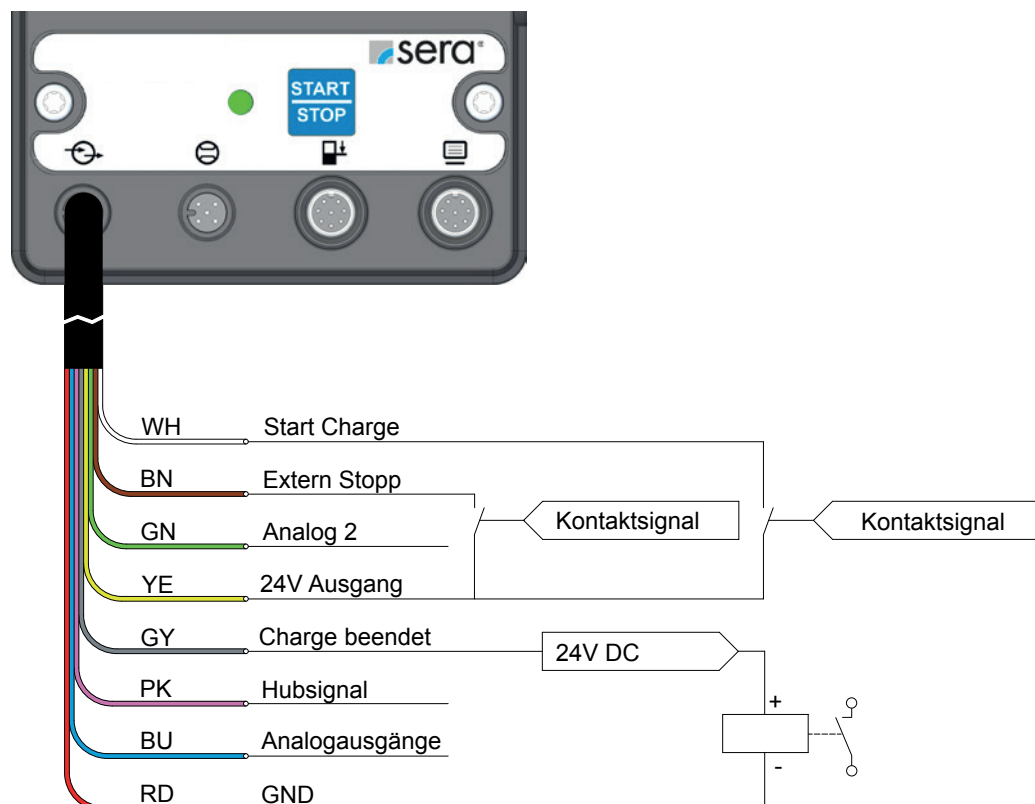 sera®
START
STOP
WH Start Charge
BN Extern Stopp
Kontaktsignal Kontaktsignal
GN Analog 2
YE 24V Ausgang
GY Charge beendet
24V DC
PK Hubsignal
+
BU Analogausgänge
-
RD GND